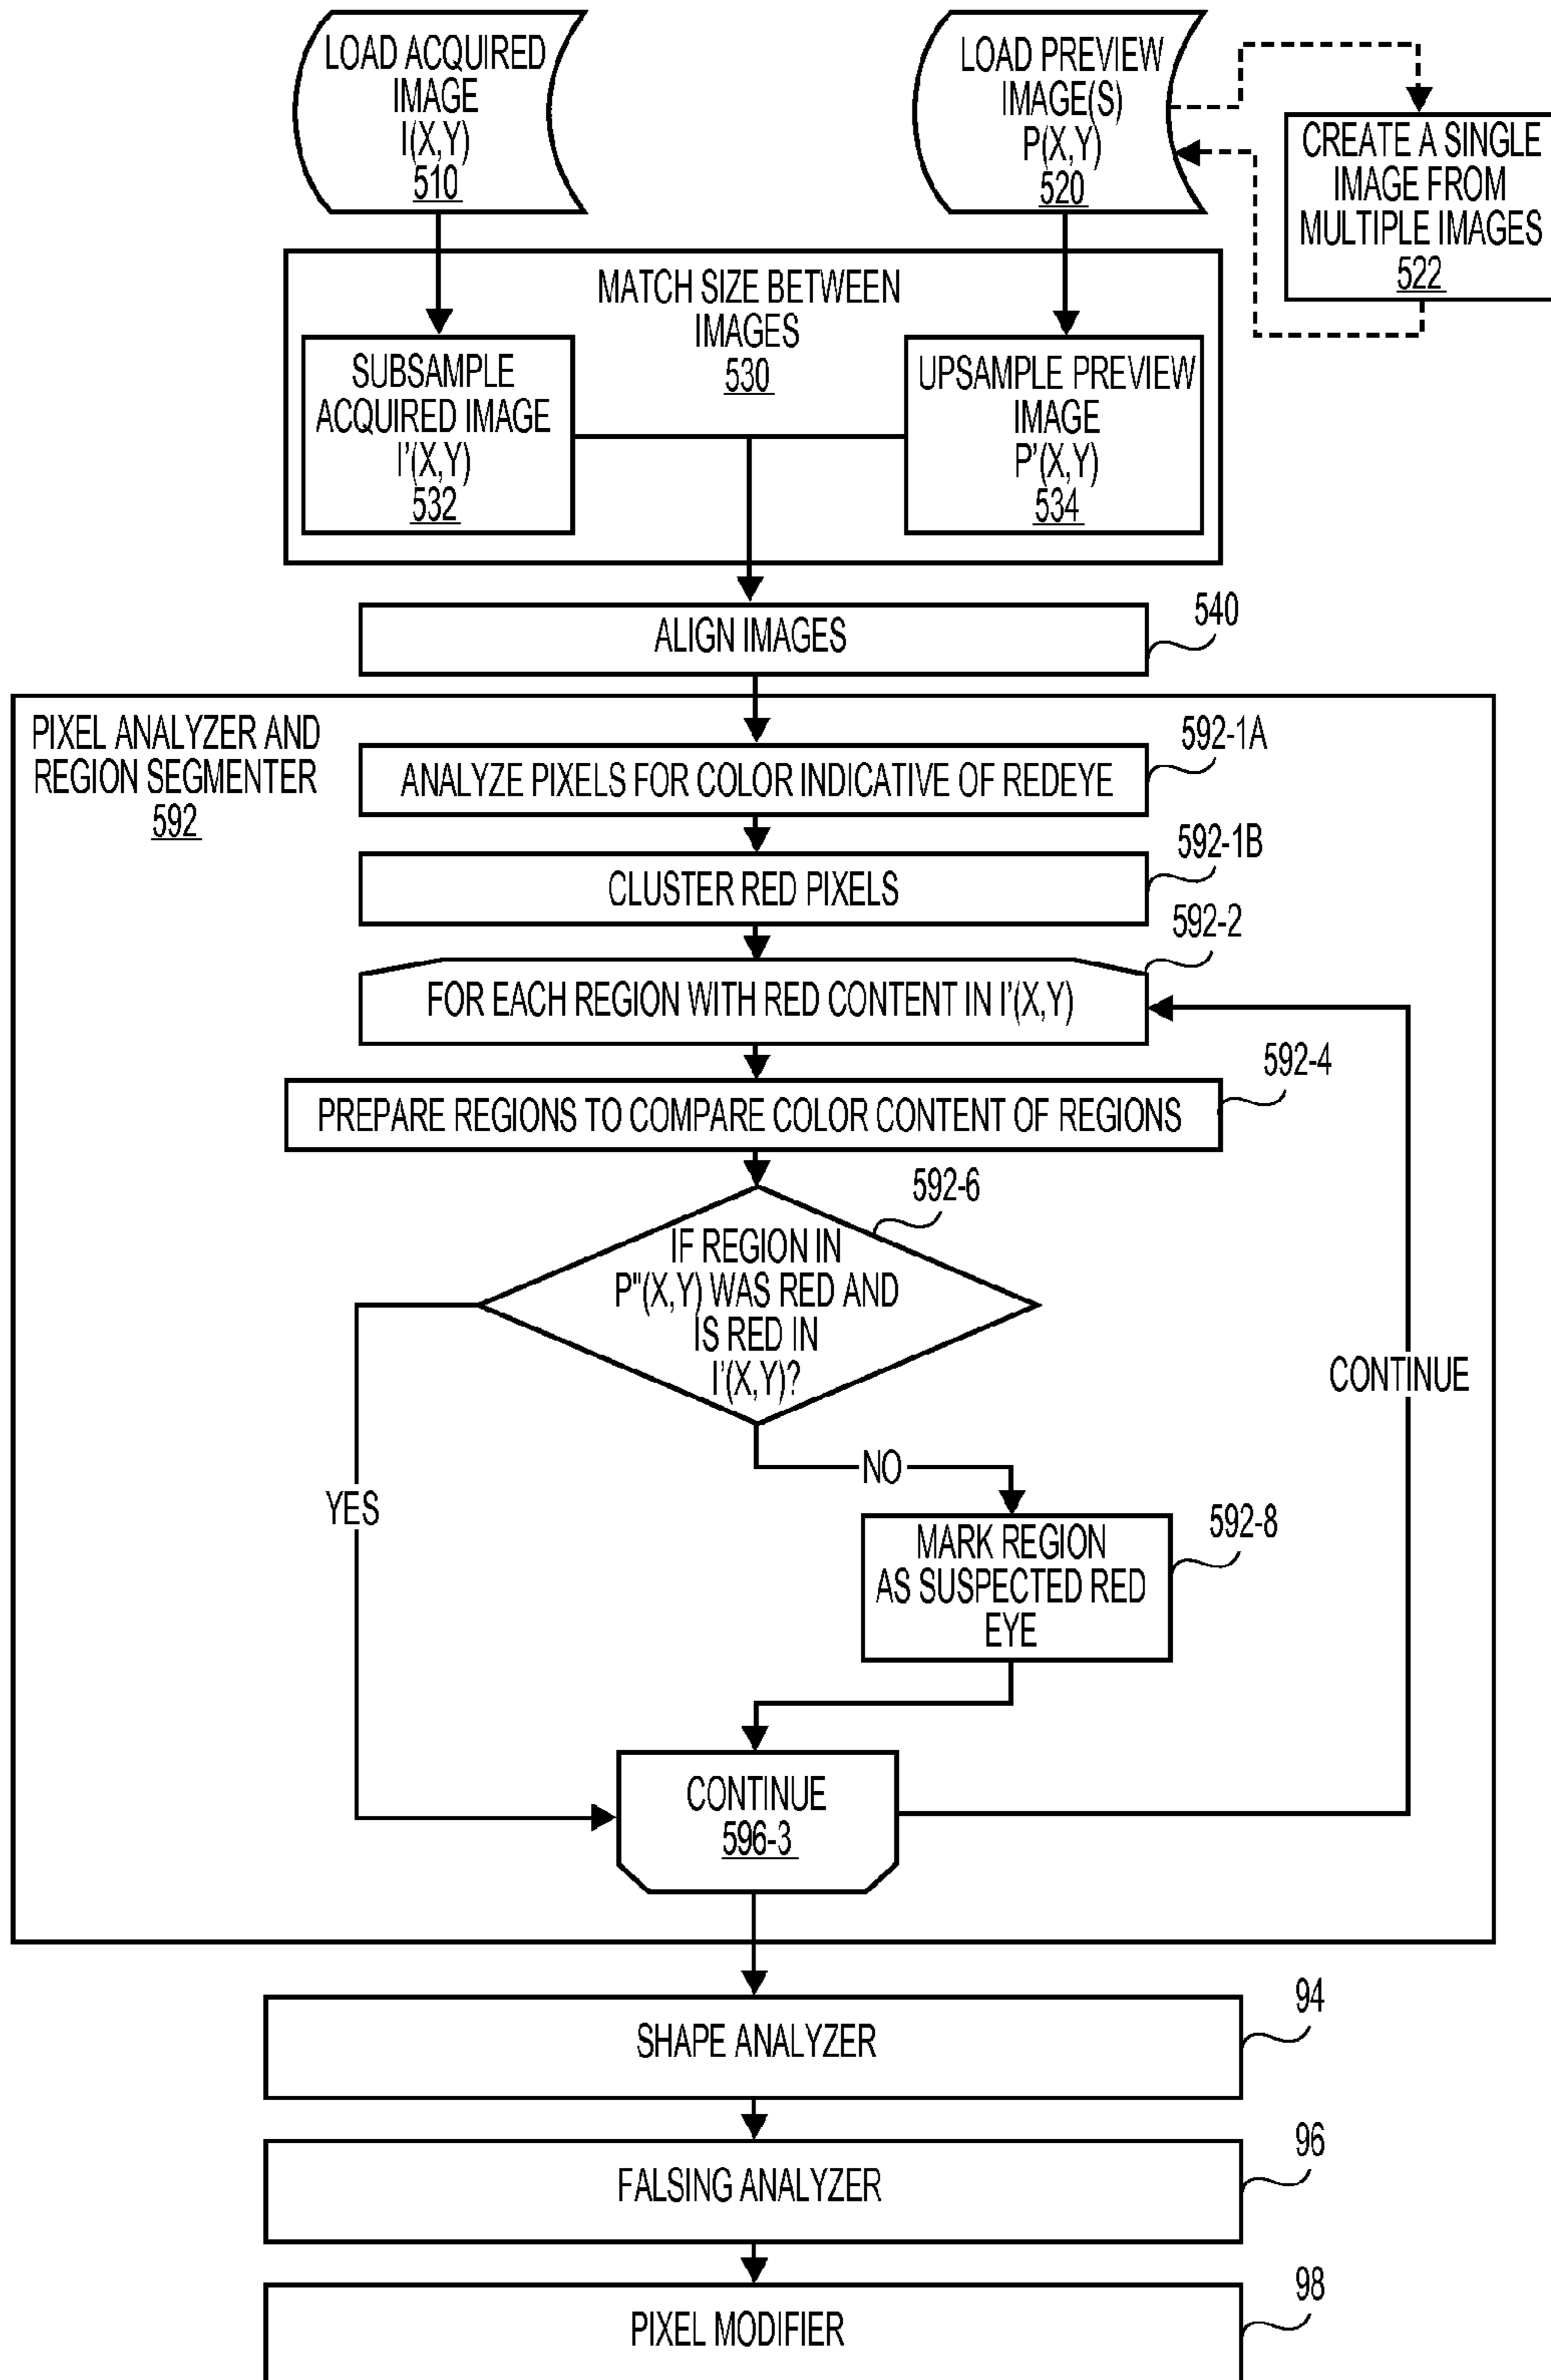 LOAD ACQUIRED
IMAGE
I(X,Y)
510
LOAD PREVIEW
IMAGE(S)
P(X,Y)
520
CREATE A SINGLE
IMAGE FROM
MULTIPLE IMAGES
522
MATCH SIZE BETWEEN
IMAGES
530
SUBSAMPLE
ACQUIRED IMAGE
I'(X,Y)
532
UPSAMPLE PREVIEW
IMAGE
P'(X,Y)
534
ALIGN IMAGES
540
PIXEL ANALYZER AND
REGION SEGMENTER
592
ANALYZE PIXELS FOR COLOR INDICATIVE OF REDEYE
592-1A
CLUSTER RED PIXELS
592-1B
FOR EACH REGION WITH RED CONTENT IN I'(X,Y)
592-2
PREPARE REGIONS TO COMPARE COLOR CONTENT OF REGIONS
592-4
IF REGION IN
P"(X,Y) WAS RED AND
IS RED IN
I'(X,Y)?
592-6
CONTINUE
NO
YES
MARK REGION
AS SUSPECTED RED
EYE
592-8
CONTINUE
596-3
SHAPE ANALYZER
94
FALSING ANALYZER
96
PIXEL MODIFIER
98